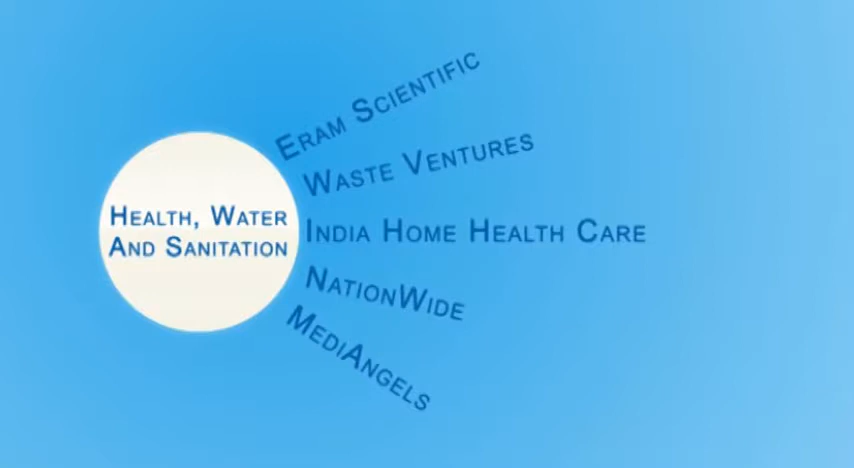 Health, Water
And Sanitation
Eram Scientific
Waste Ventures
India Home Health Care
NationWide
MediAngels